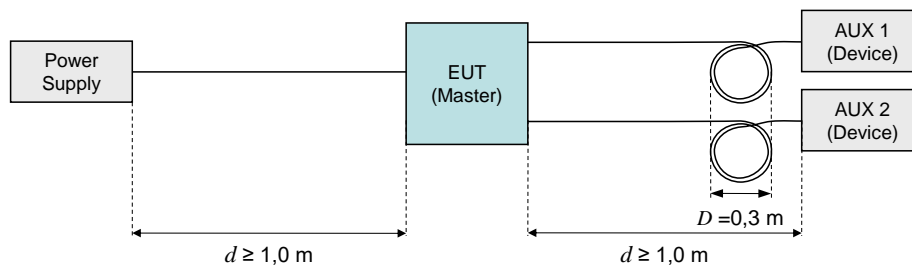 Power
Supply
EUT
(Master)
AUX 1
(Device)
AUX 2
(Device)
D =0,3 m
d ≥ 1,0 m
d ≥ 1,0 m